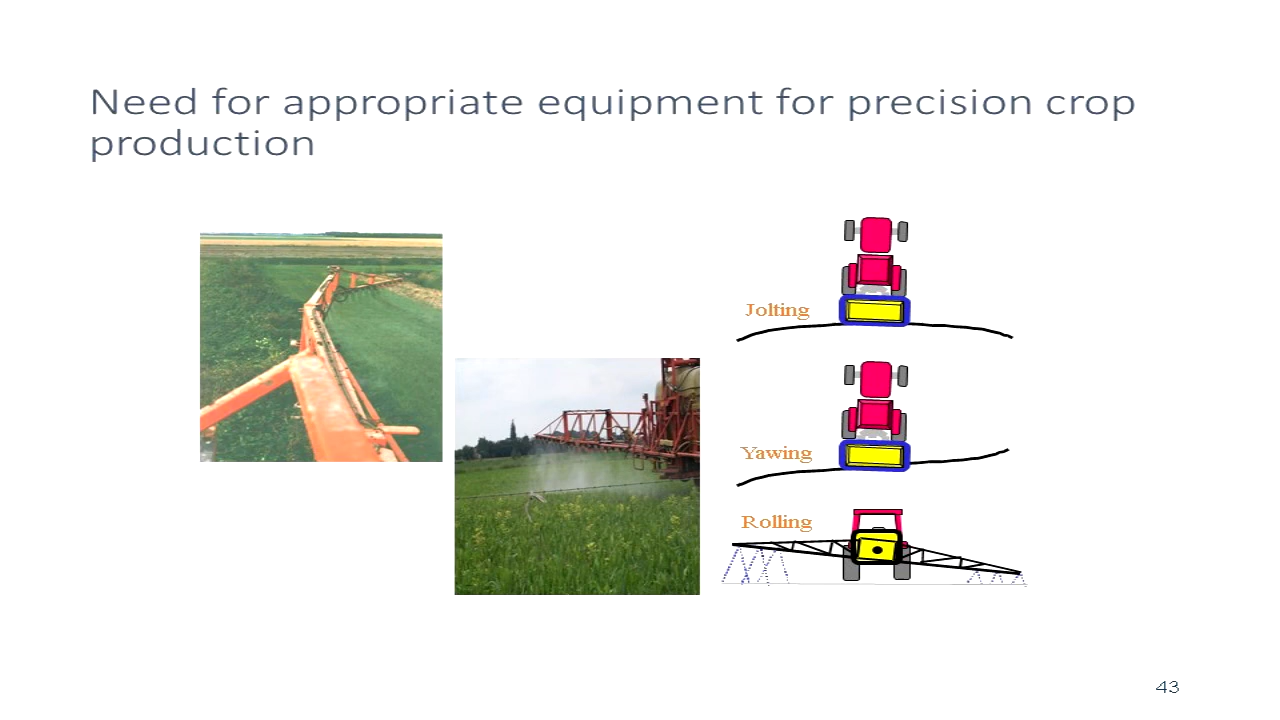 Need for appropriate equipment for precision crop
production
Jolting
Yawing
Rolling
43